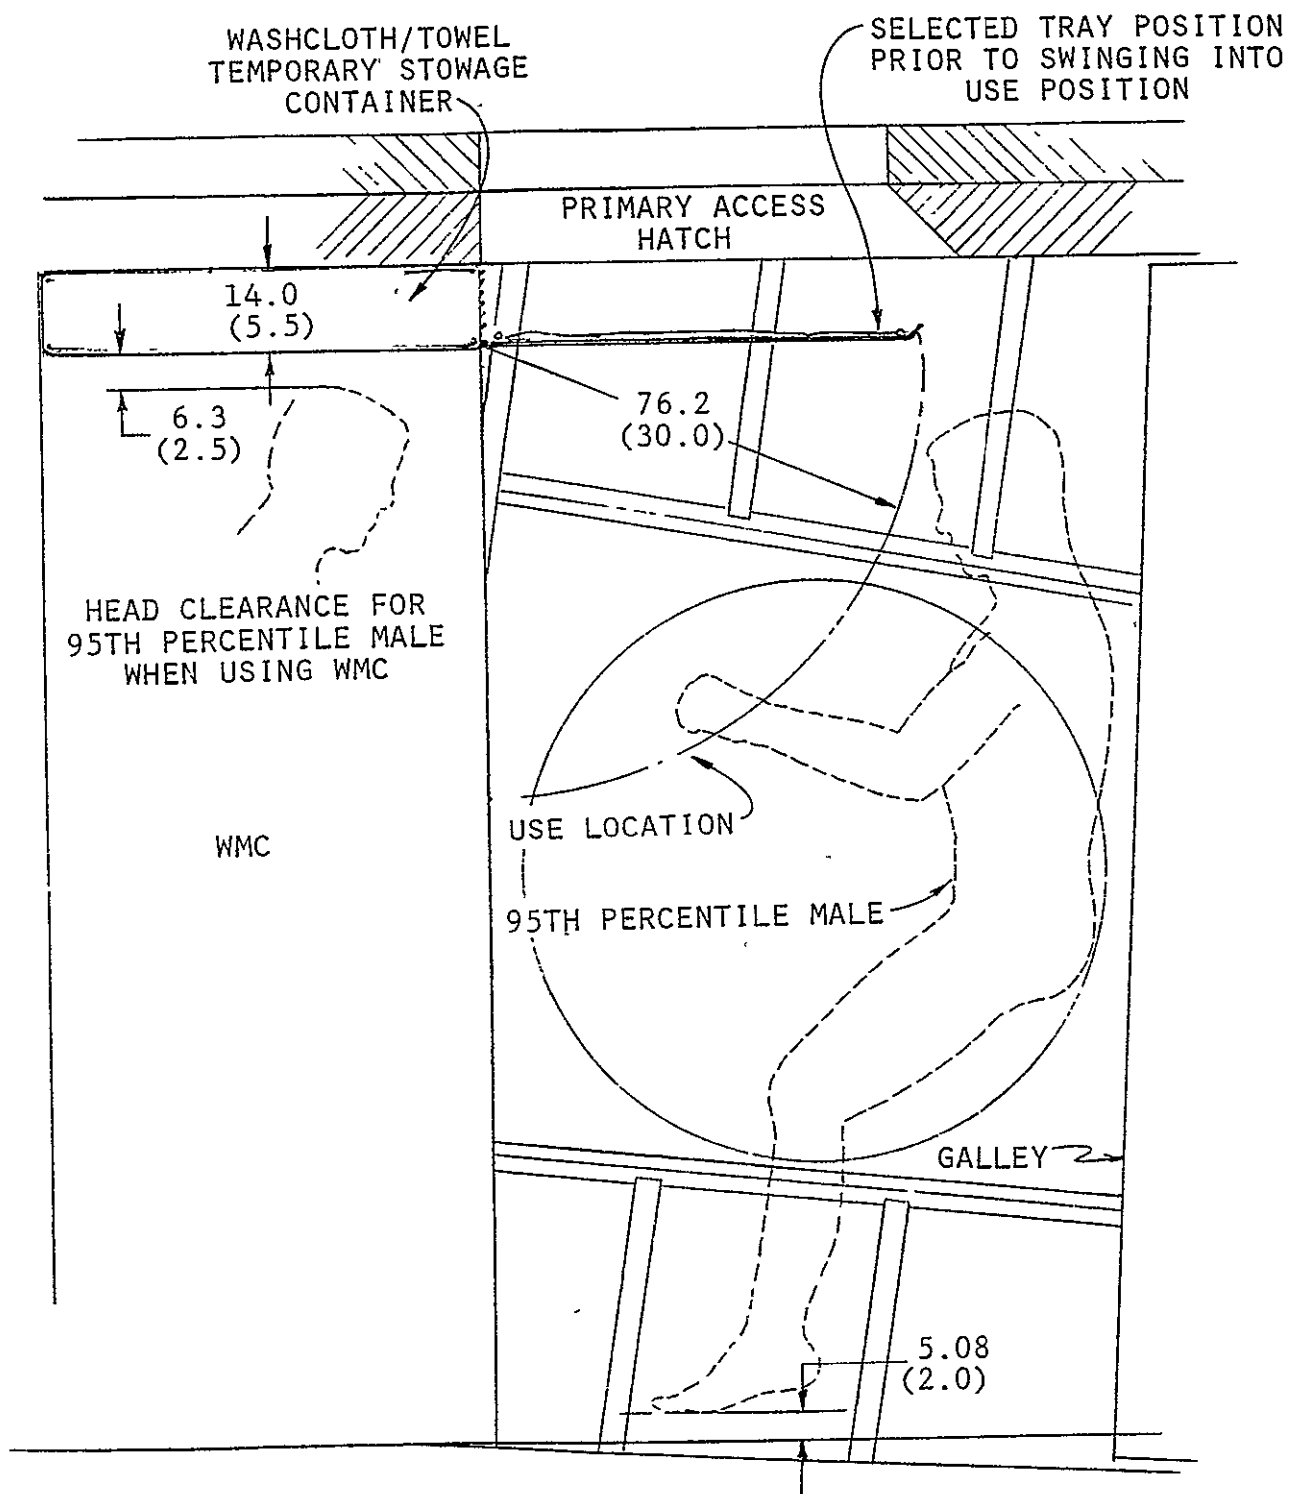 WASHCLOTH/TOWEL
TEMPORARY STOWAGE
CONTAINER
SELECTED TRAY POSITION
PRIOR TO SWINGING INTO
USE POSITION
PRIMARY ACCESS
HATCH
14.0
(5.5)
6.3
(2.5)
76.2
(30.0)
HEAD CLEARANCE FOR
95TH PERCENTILE MALE
WHEN USING WMC
USE LOCATION
WMC
95TH PERCENTILE MALE
GALLEY
5.08
(2.0)